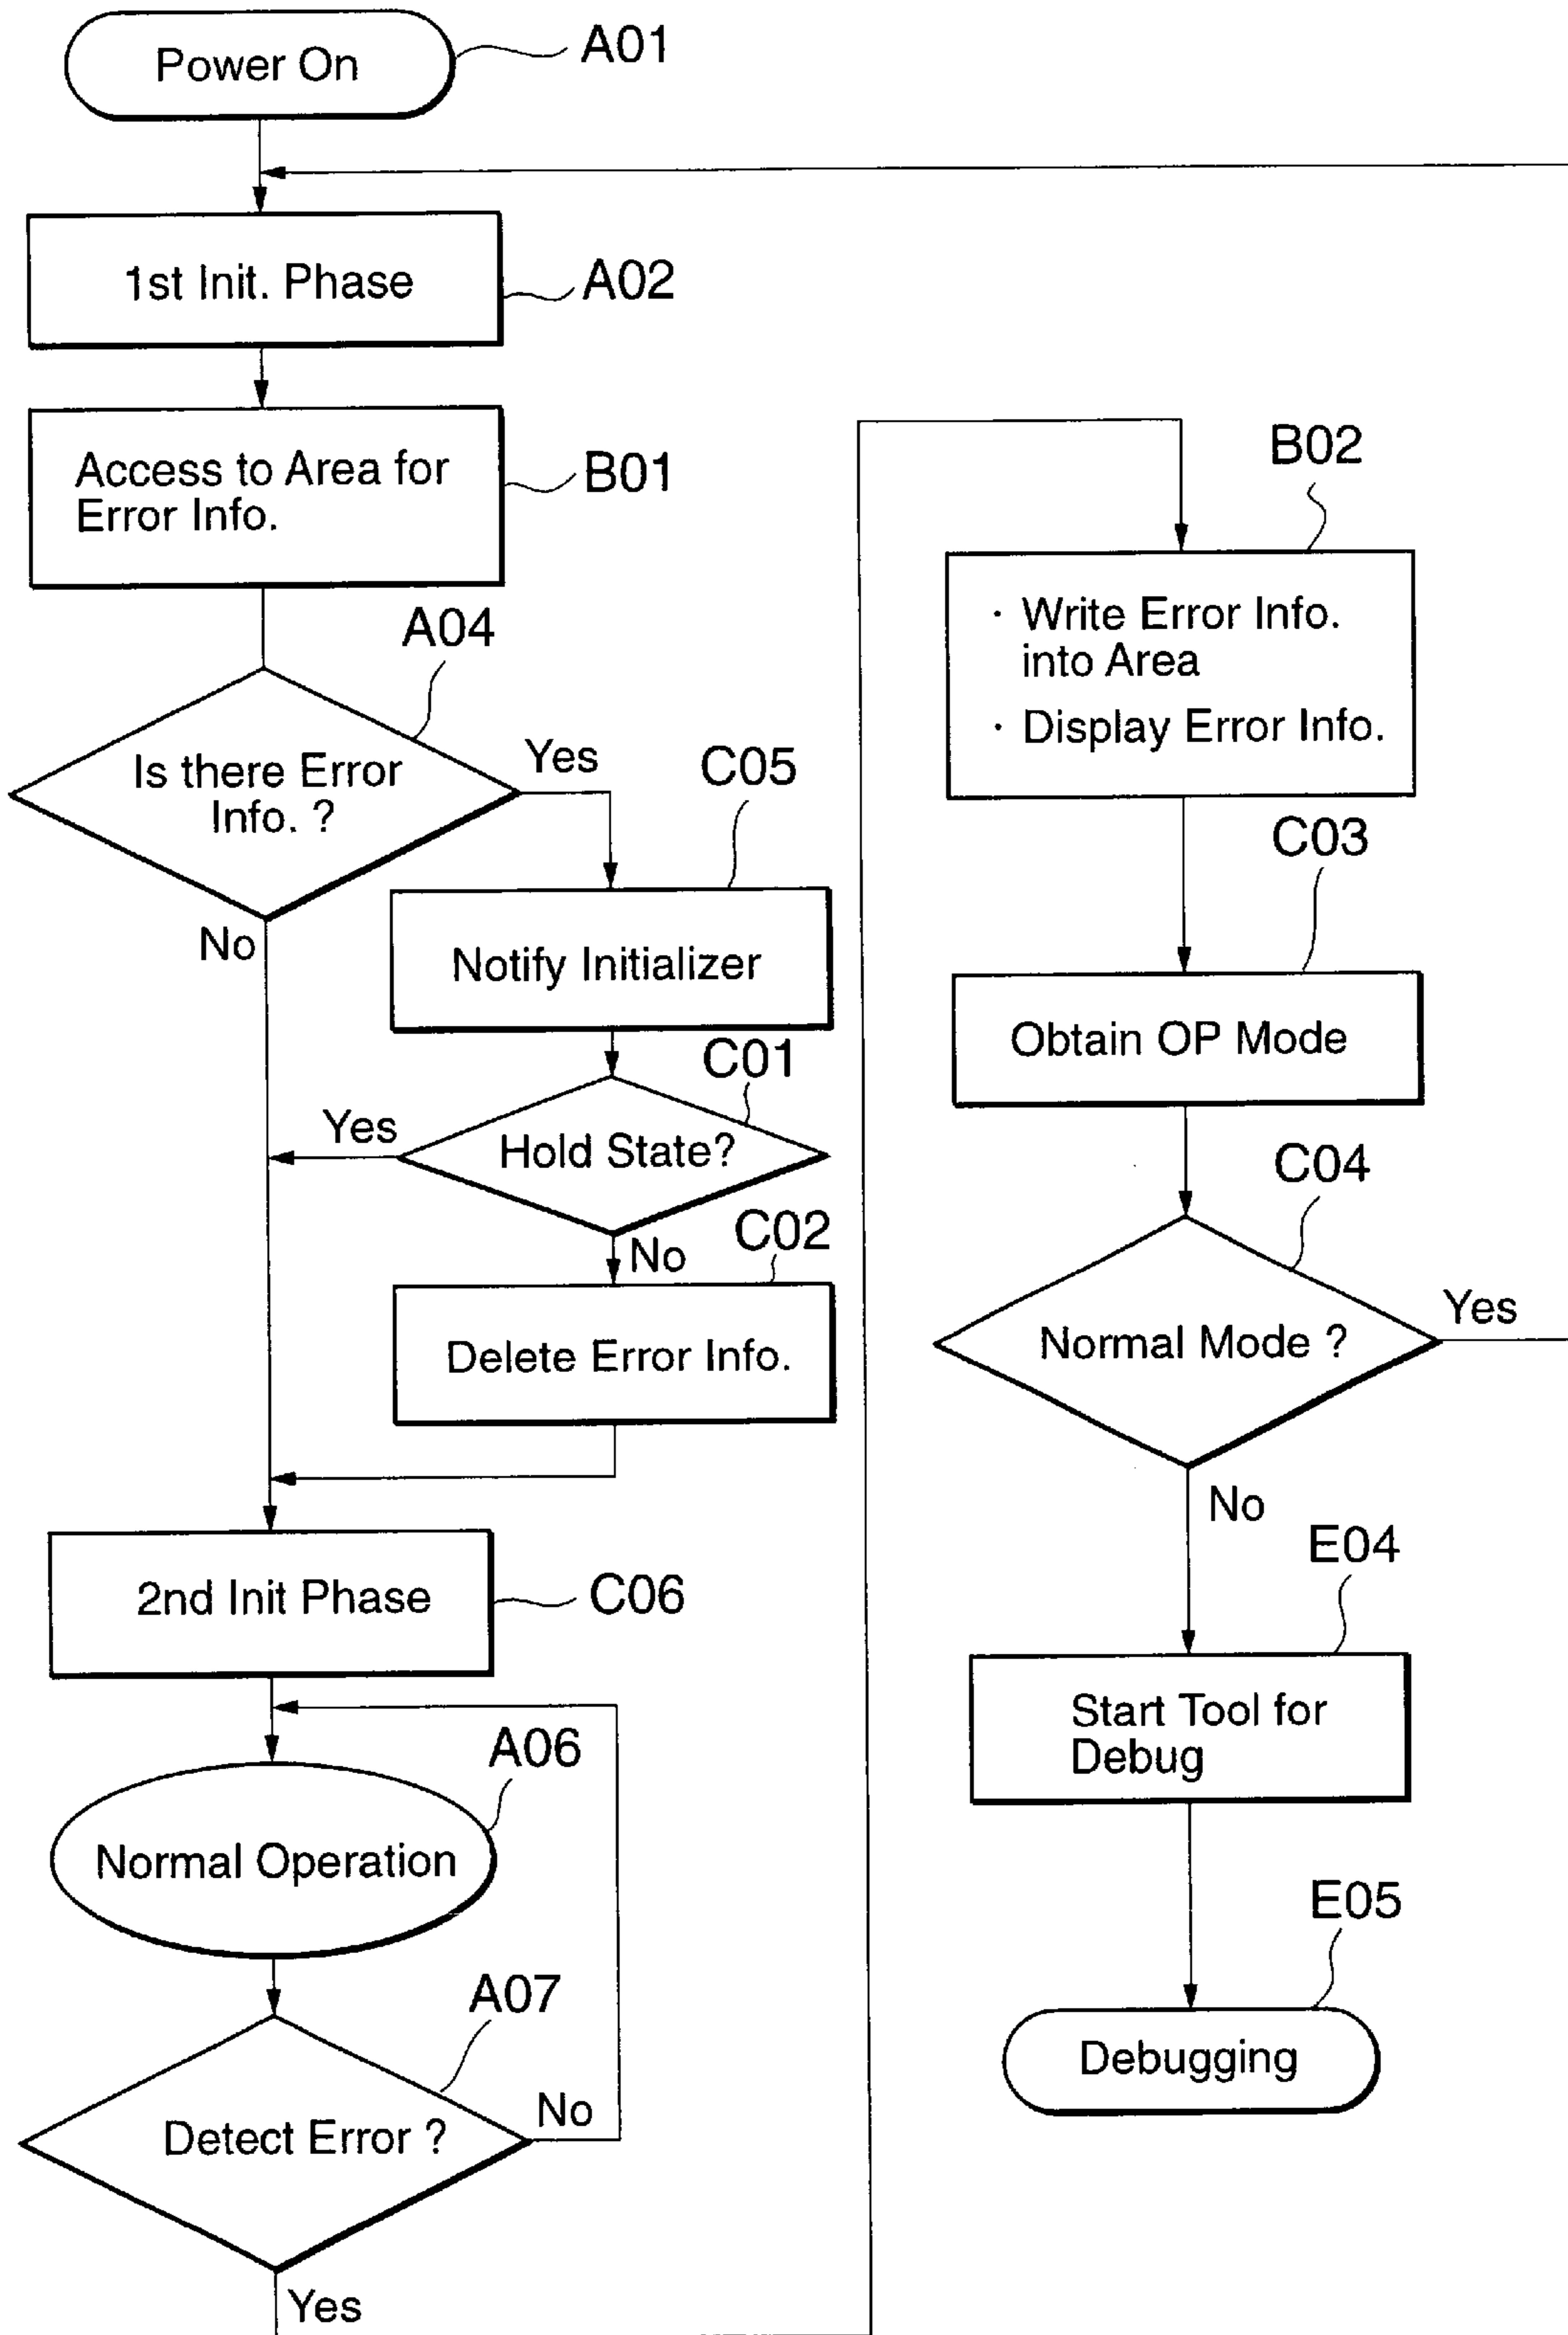 Power On
A01
1st Init. Phase
A02
Access to Area for
Error Info.
B01
A04
Is there Error
Info. ?
Yes
No
C05
Notify Initializer
C01
Hold State?
Yes
No
C02
Delete Error Info.
2nd Init Phase
C06
A06
Normal Operation
A07
Detect Error ?
No
Yes
B02
· Write Error Info.
into Area
· Display Error Info.
C03
Obtain OP Mode
C04
Normal Mode ?
Yes
No
E04
Start Tool for
Debug
E05
Debugging